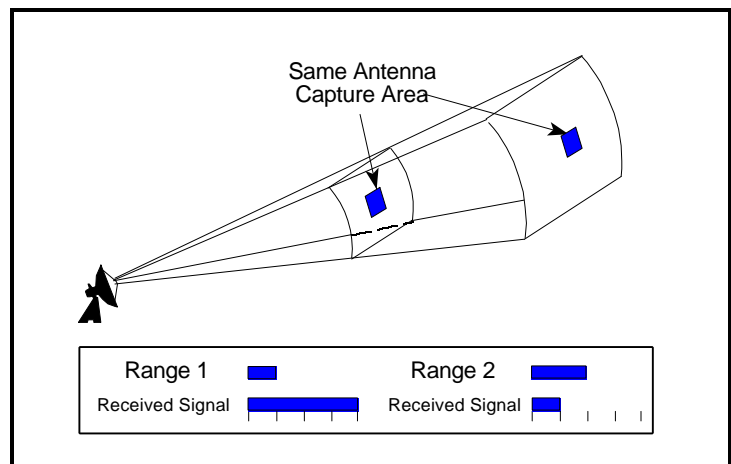 Same Antenna
Capture Area
Range 1
Range 2
Received Signal
Received Signal